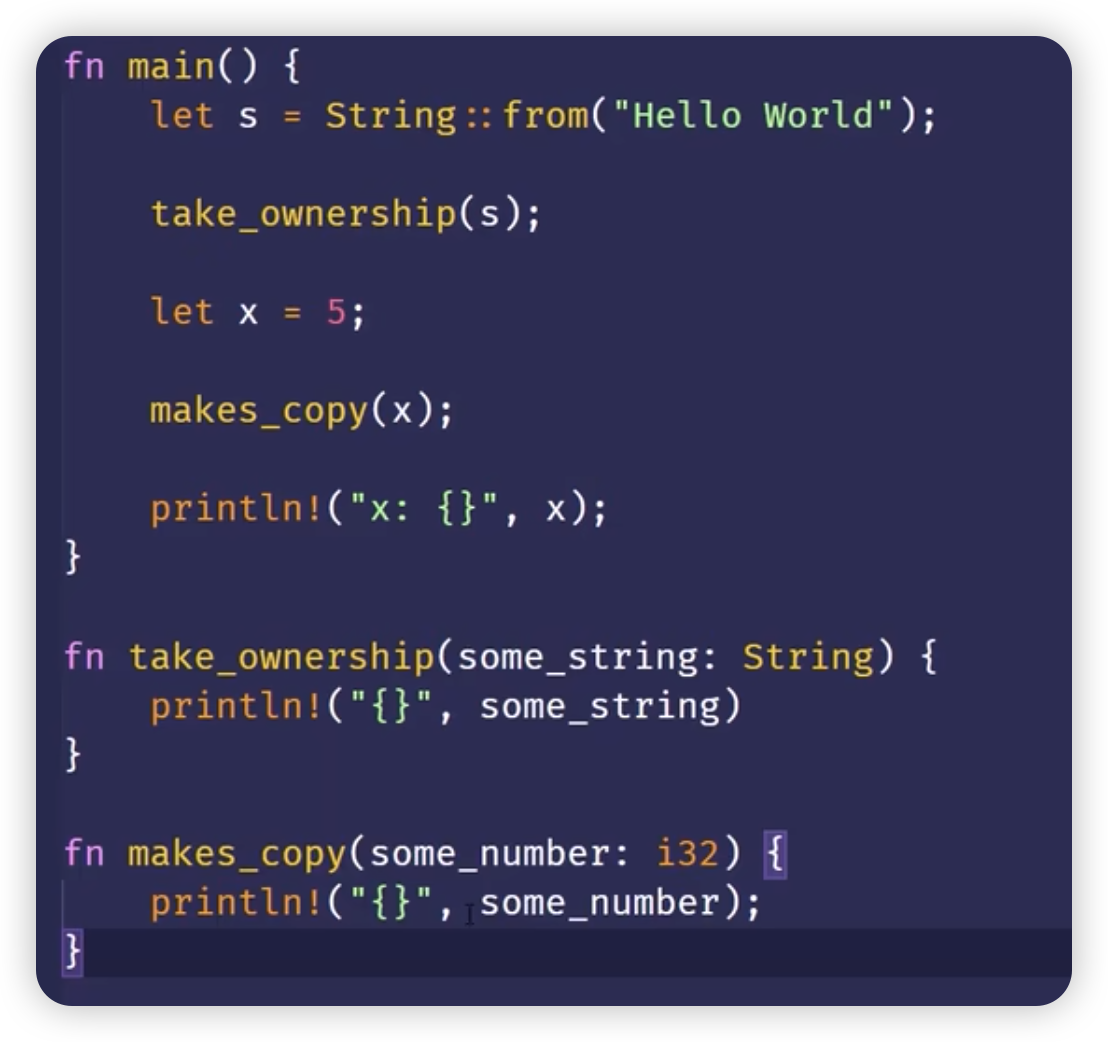 fn main() {
    let s = String::from("Hello World");

    take_ownership(s);

    let x = 5;

    makes_copy(x);

    println!("x: {}", x);
}

fn take_ownership(some_string: String) {
    println!("{}", some_string)
}

fn makes_copy(some_number: i32) {
    println!("{}", some_number);
}